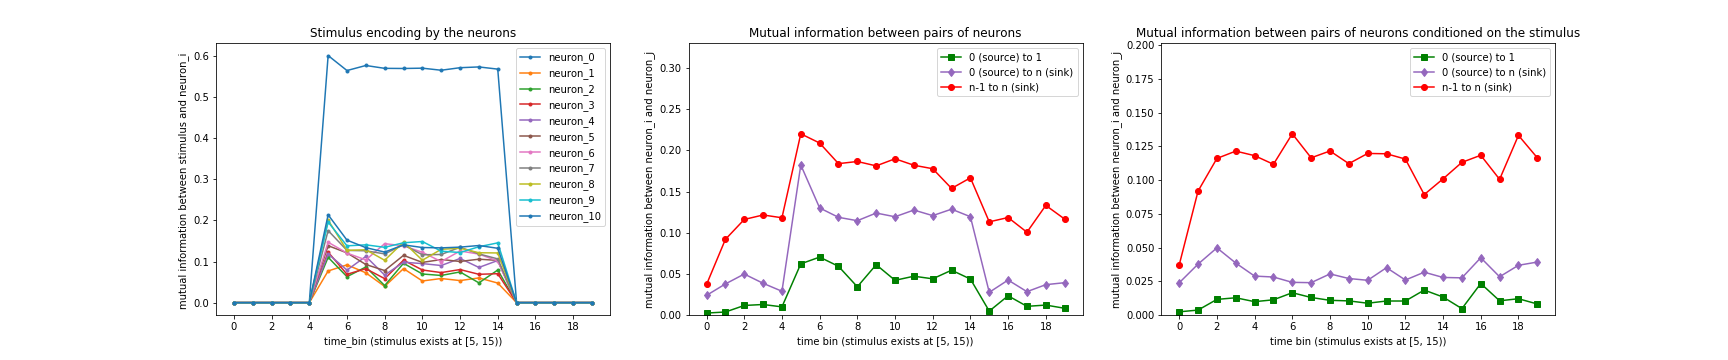 Stimulus encoding by the neurons
mutual information between stimulus and neuron_i
0.6
0.5
0.4
0.3
0.2
0.1
0.0
0 2 4 6 8 10 12 14 16 18
time_bin (stimulus exists at [5, 15))
neuron_0
neuron_1
neuron_2
neuron_3
neuron_4
neuron_5
neuron_6
neuron_7
neuron_8
neuron_9
neuron_10
Mutual information between pairs of neurons
mutual information between neuron_i and neuron_j
0.30
0.25
0.20
0.15
0.10
0.05
0.00
0 2 4 6 8 10 12 14 16 18
time bin (stimulus exists at [5, 15))
0 (source) to 1
0 (source) to n (sink)
n-1 to n (sink)
Mutual information between pairs of neurons conditioned on the stimulus
mutual information between neuron_i and neuron_j
0.200
0.175
0.150
0.125
0.100
0.075
0.050
0.025
0.000
0 2 4 6 8 10 12 14 16 18
time bin (stimulus exists at [5, 15))
0 (source) to 1
0 (source) to n (sink)
n-1 to n (sink)